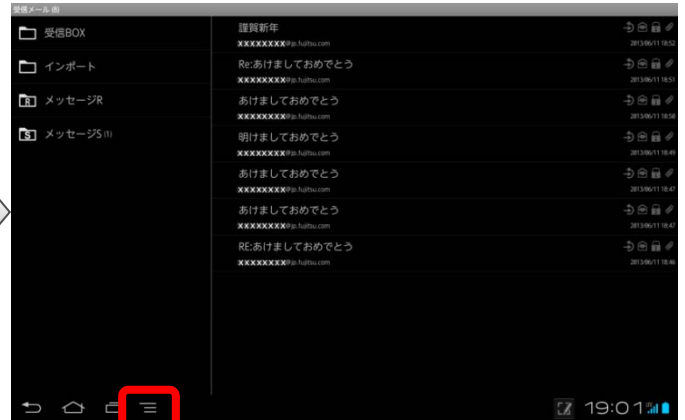 受信メール (8)
受信BOX
インポート
メッセージR
メッセージS (1)
謹賀新年
XXXXXXXX@jp.fujitsu.com
2013/06/11 18:52
Re:あけましておめでとう
XXXXXXXX@jp.fujitsu.com
2013/06/11 18:51
あけましておめでとう
XXXXXXXX@jp.fujitsu.com
2013/06/11 18:50
明けましておめでとう
XXXXXXXX@jp.fujitsu.com
2013/06/11 18:49
あけましておめでとう
XXXXXXXX@jp.fujitsu.com
2013/06/11 18:47
あけましておめでとう
XXXXXXXX@jp.fujitsu.com
2013/06/11 18:47
RE:あけましておめでとう
XXXXXXXX@jp.fujitsu.com
2013/06/11 18:46
19:01